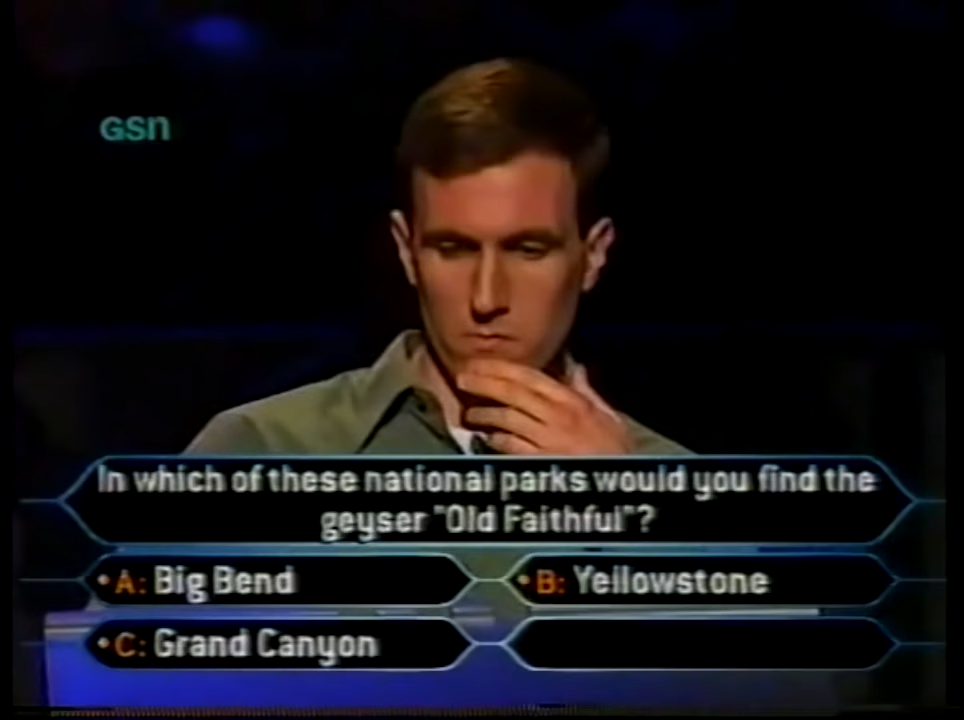 GSN
In which of these national parks would you find the
geyser "Old Faithful"?
• A: Big Bend
• B: Yellowstone
• C: Grand Canyon